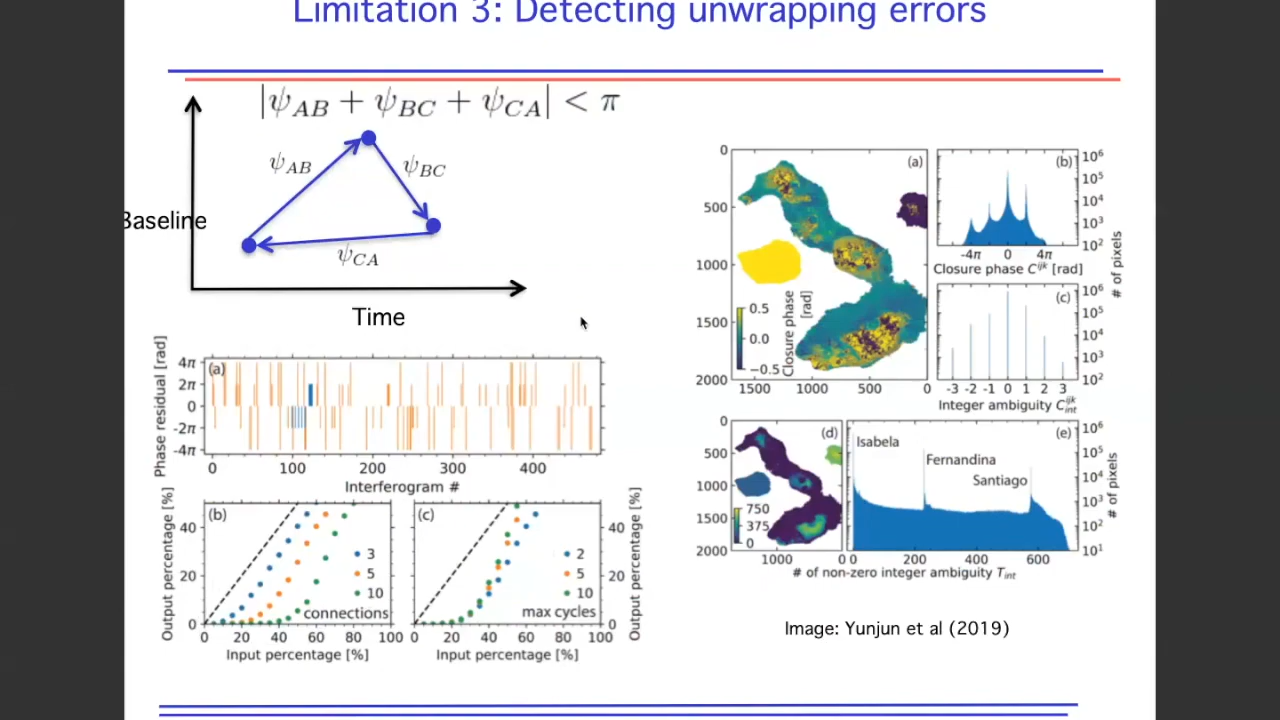 Limitation 3: Detecting unwrapping errors
|ψ_AB + ψ_BC + ψ_CA| < π
ψ_AB
ψ_BC
ψ_CA
Baseline
Time
Phase residual [rad]
4π
2π
0
-2π
-4π
(a)
0 100 200 300 400
Interferogram #
Output percentage [%]
40
20
0
(b)
3
5
10
connections
0 20 40 60 80 100
Input percentage [%]
(c)
2
5
10
max cycles
40
20
0
Output percentage [%]
0 20 40 60 80 100
Input percentage [%]
0
500
1000
1500
2000
(a)
0.5
0.0
-0.5
Closure phase
[rad]
1500 1000 500 0
(b)
10^6
10^5
10^4
10^3
10^2
-4π 0 4π
Closure phase C^ijk [rad]
# of pixels
(c)
10^6
10^5
10^4
10^3
10^2
-3 -2 -1 0 1 2 3
Integer ambiguity C^ijk_int
0
500
1000
1500
2000
(d)
750
375
0
1000 0
Isabela
Fernandina
Santiago
(e)
10^6
10^5
10^4
10^3
10^2
10^1
# of pixels
0 200 400 600
# of non-zero integer ambiguity T_int
Image: Yunjun et al (2019)